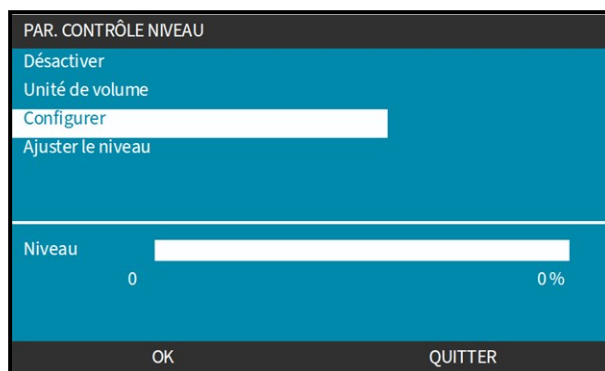 PAR. CONTRÔLE NIVEAU
Désactiver
Unité de volume
Configurer
Ajuster le niveau
Niveau
0 0 %
OK QUITTER